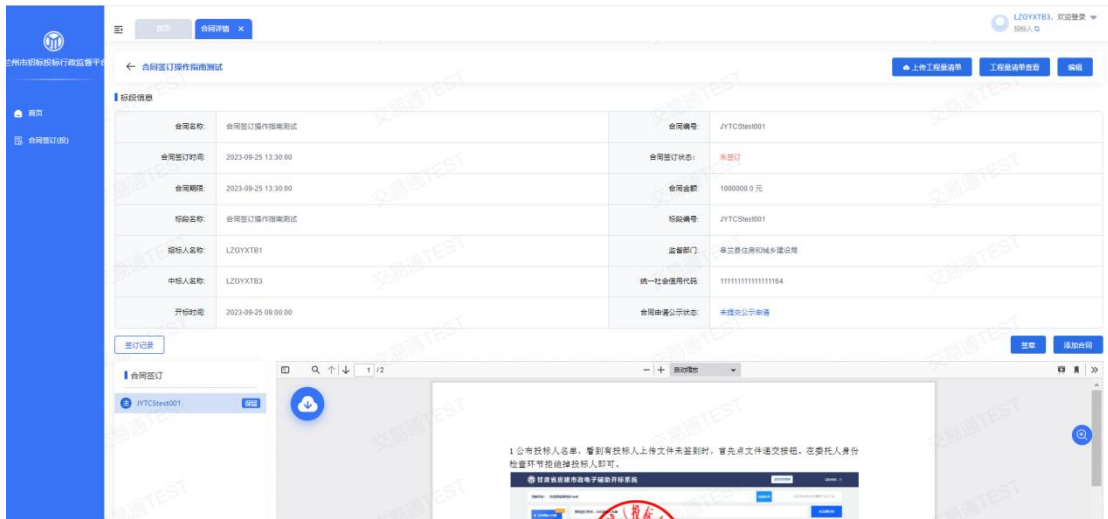 LZGYXTB3, 欢迎登录
投标人
首页
合同详情 ×
兰州市招标投标行政监督平台
首页
合同签订(投)
← 合同签订操作指南测试
上传工程量清单
工程量清单查看
编辑
标段信息
合同名称: 合同签订操作指南测试
合同编号: JYTCStest001
合同签订时间: 2023-09-25 13:30:00
合同签订状态: 未签订
合同期限: 2023-09-25 13:30:00
合同金额: 1000000.0 元
标段名称: 合同签订操作指南测试
标段编号: JYTCStest001
招标人名称: LZGYXTB1
监督部门: 皋兰县住房和城乡建设局
中标人名称: LZGYXTB3
统一社会信用代码: 111111111111111164
开标时间: 2023-09-25 09:00:00
合同申请公示状态: 未提交公示申请
签订记录
签章
添加合同
合同签订
主 JYTCStest001
1 /2
自动缩放
1 公布投标人名单，看到有投标人上传文件未签到时，首先点文件递交按钮。在委托人身份
检查环节拒绝掉投标人即可。
甘肃省房建市政电子辅助开标系统
投标
交易通TEST